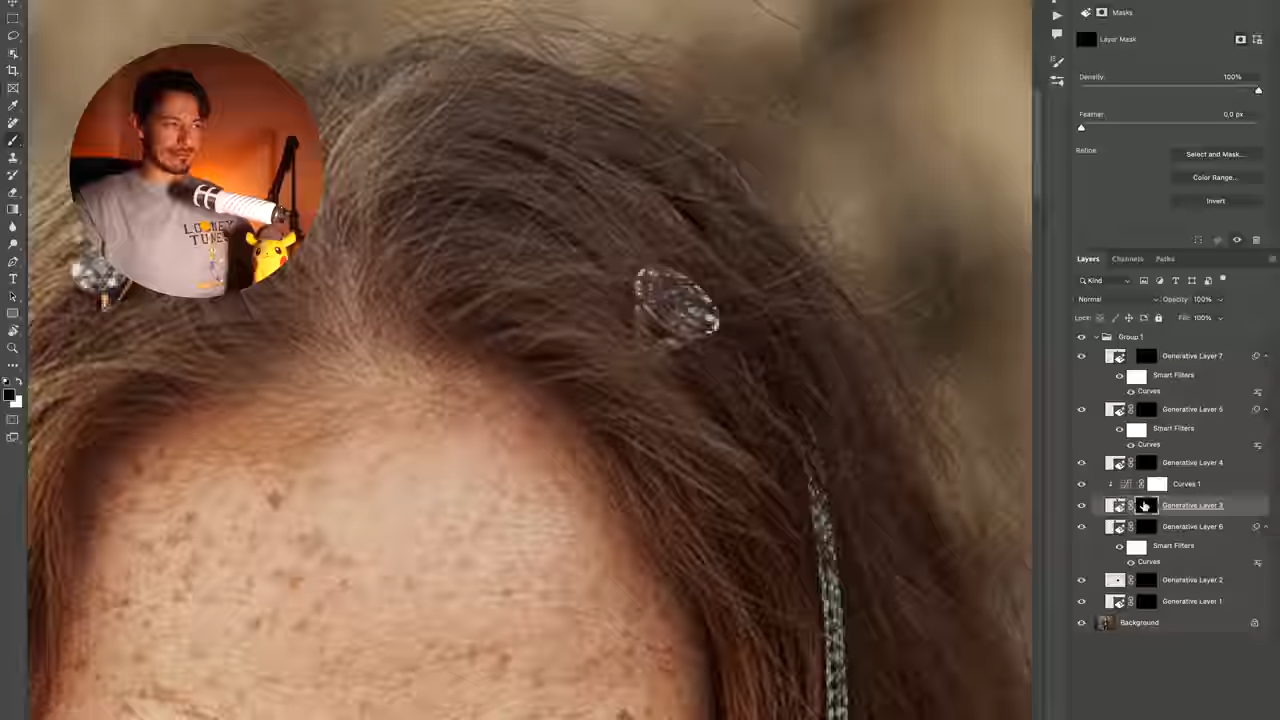 Masks
Layer Mask
Density: 100%
Feather: 0,0 px
Refine:
Select and Mask...
Color Range...
Invert
Layers Channels Paths
Kind
Normal Opacity: 100%
Lock: Fill: 100%
Group 1
Generative Layer 7
Smart Filters
Curves
Generative Layer 5
Smart Filters
Curves
Generative Layer 4
Curves 1
Generative Layer 3
Generative Layer 6
Smart Filters
Curves
Generative Layer 2
Generative Layer 1
Background
LOONEY
TUNES